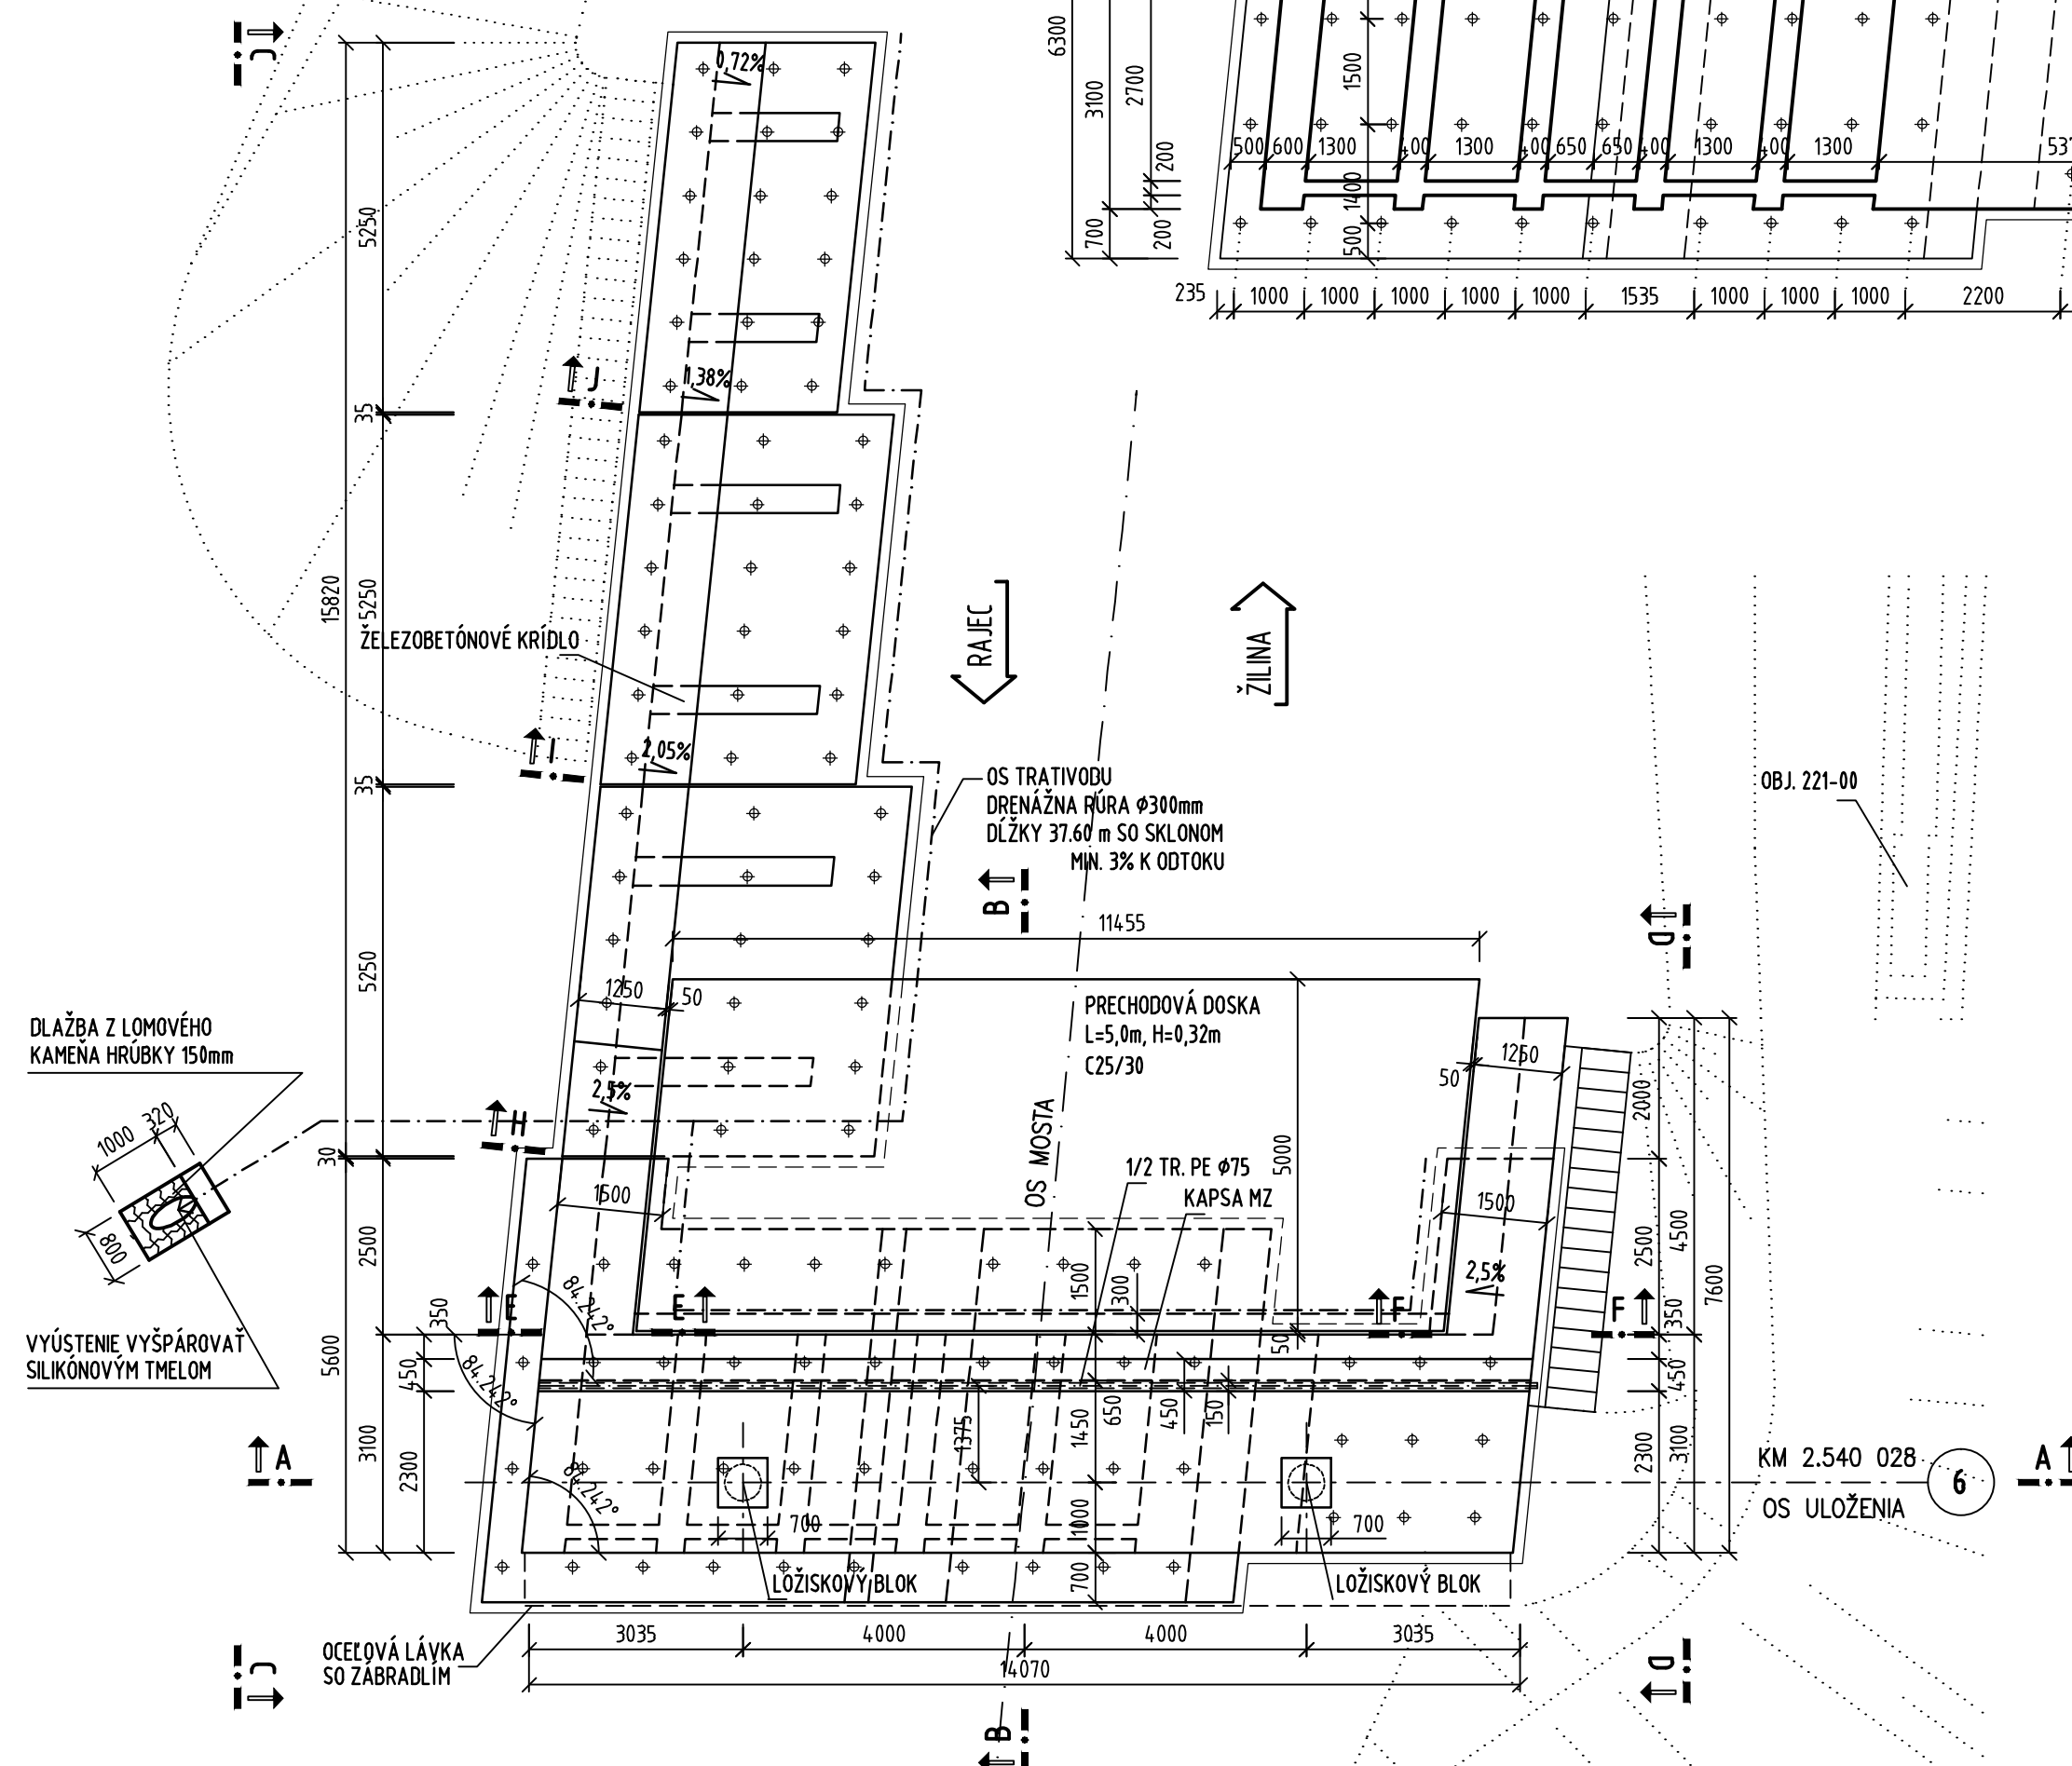 C
0,72%
5250
35
J
1,38%
15820
5250
ŽELEZOBETÓNOVÉ KRÍDLO
I
2,05%
35
5250
6300
3100
2700
200
700
200
1500
1400
500
500 600 1300 400 1300 400 650 650 400 1300 400 1300
235 1000 1000 1000 1000 1000 1535 1000 1000 1000 2200
RAJEC
ŽILINA
OS TRATIVODU
DRENÁŽNA RÚRA Φ300mm
DĹŽKY 37.60 m SO SKLONOM
MIN. 3% K ODTOKU
OBJ. 221-00
B
D
11455
1250
50
PRECHODOVÁ DOSKA
L=5,0m, H=0,32m
C25/30
5000
DLAŽBA Z LOMOVÉHO
KAMEŇA HRÚBKY 150mm
1000
320
800
VYÚSTENIE VYŠPÁROVAŤ
SILIKÓNOVÝM TMELOM
2,5%
H
30
1500
OS MOSTA
1/2 TR. PE Φ75
KAPSA MZ
1250
50
1500
2,5%
2000
2500
4500
7600
350
450
2300
3100
2500
350
5600
450
3100
2300
84.242°
84.242°
84.242°
E
E
F
F
1500
300
50
1375
1450
650
450
150
1000
700
700
700
A
KM 2.540 028
6
A
OS ULOŽENIA
LOŽISKOVÝ BLOK
LOŽISKOVÝ BLOK
OCEĽOVÁ LÁVKA
SO ZÁBRADLÍM
3035 4000 4000 3035
14070
C
D
B